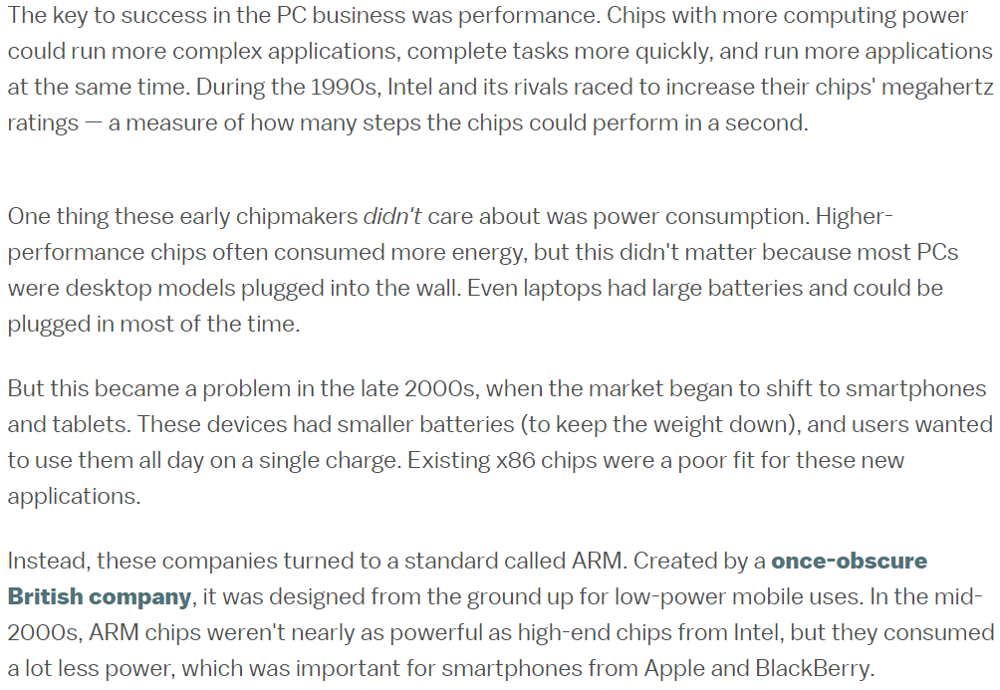 The key to success in the PC business was performance. Chips with more computing power
could run more complex applications, complete tasks more quickly, and run more applications
at the same time. During the 1990s, Intel and its rivals raced to increase their chips' megahertz
ratings — a measure of how many steps the chips could perform in a second.
One thing these early chipmakers didn't care about was power consumption. Higher-
performance chips often consumed more energy, but this didn't matter because most PCs
were desktop models plugged into the wall. Even laptops had large batteries and could be
plugged in most of the time.
But this became a problem in the late 2000s, when the market began to shift to smartphones
and tablets. These devices had smaller batteries (to keep the weight down), and users wanted
to use them all day on a single charge. Existing x86 chips were a poor fit for these new
applications.
Instead, these companies turned to a standard called ARM. Created by a once-obscure
British company, it was designed from the ground up for low-power mobile uses. In the mid-
2000s, ARM chips weren't nearly as powerful as high-end chips from Intel, but they consumed
a lot less power, which was important for smartphones from Apple and BlackBerry.